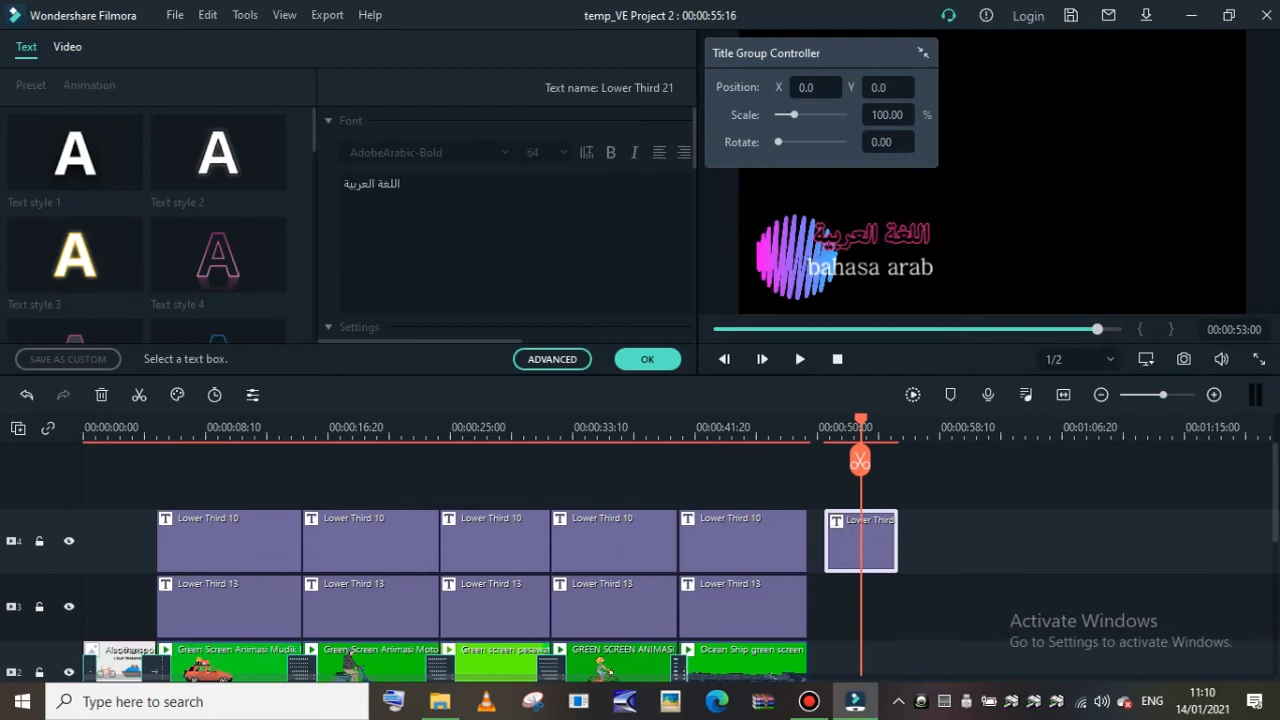 Wondershare Filmora File Edit Tools View Export Help temp_VE Project 2 : 00:00:55:16 Login
Text Video
Preset Animation Text name: Lower Third 21
Text style 1 Text style 2
Text style 3 Text style 4
Font
AdobeArabic-Bold 64 B I
اللغة العربية
Settings
SAVE AS CUSTOM Select a text box. ADVANCED OK
Title Group Controller
Position: X 0.0 Y 0.0
Scale: 100.00 %
Rotate: 0.00
اللغة العربية
bahasa arab
{ } 00:00:53:00
1/2
00:00:00:00 00:00:08:10 00:00:16:20 00:00:25:00 00:00:33:10 00:00:41:20 00:00:50:00 00:00:58:10 00:01:06:20 00:01:15:00
4 Lower Third 10 Lower Third 10 Lower Third 10 Lower Third 10 Lower Third 10 Lower Third
3 Lower Third 13 Lower Third 13 Lower Third 13 Lower Third 13 Lower Third 13
Green Screen Animasi Mudik Green Screen Animasi Moto Green screen pesaw GREEN SCREEN ANIMASI Ocean Ship green screen
Activate Windows
Go to Settings to activate Windows.
Type here to search ENG 11:10
14/01/2021